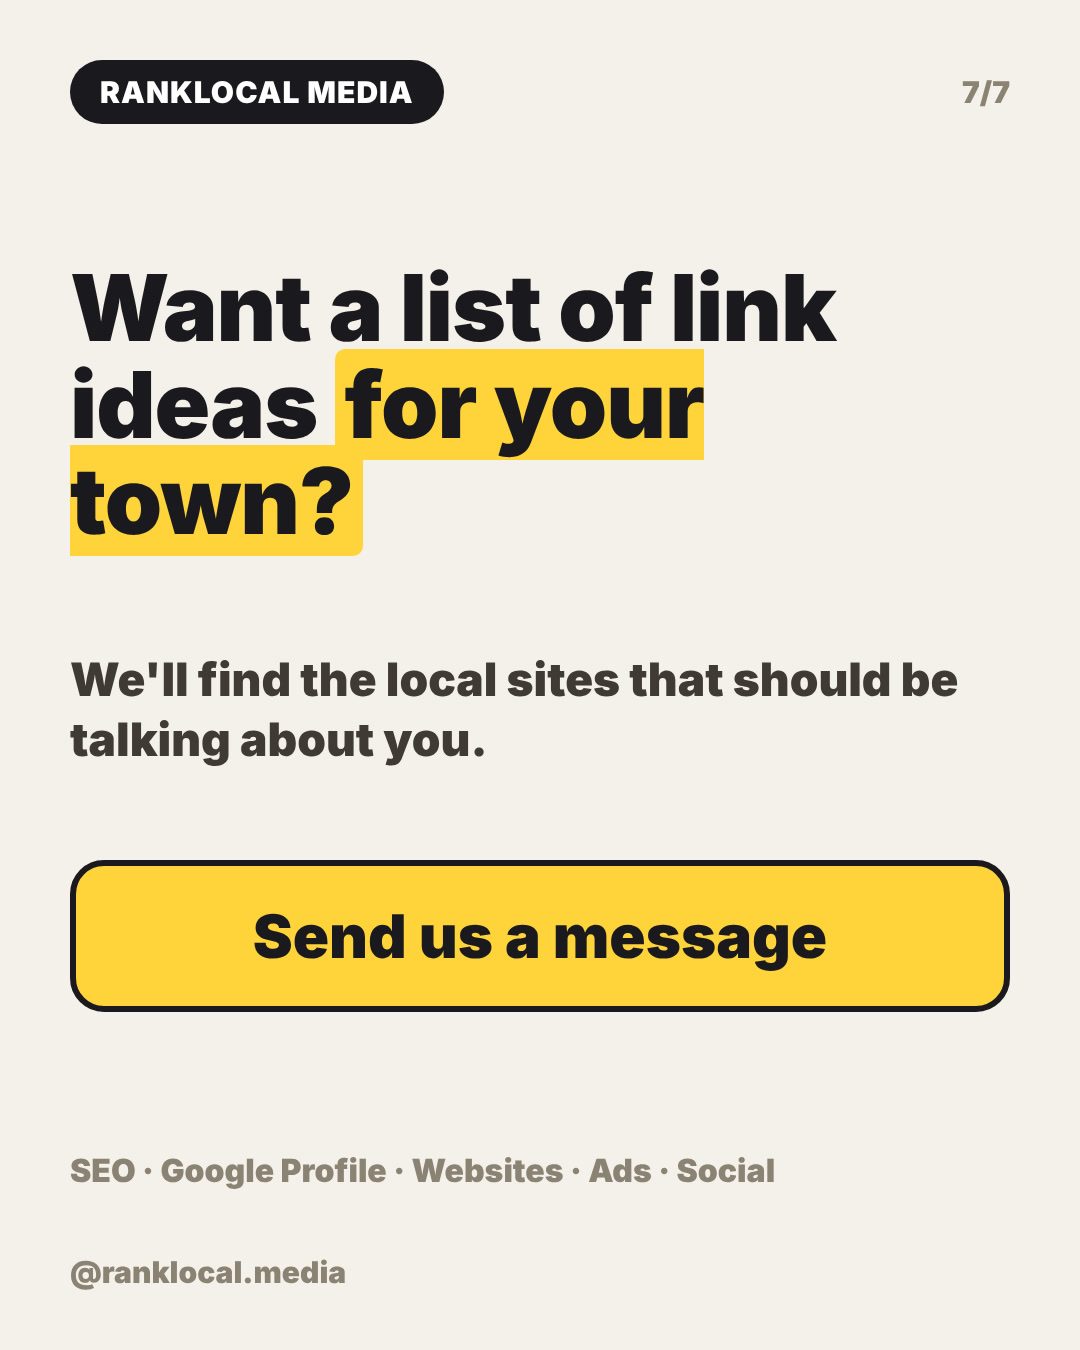 RANKLOCAL MEDIA
7/7
Want a list of link
ideas for your
town?
We'll find the local sites that should be
talking about you.
Send us a message
SEO · Google Profile · Websites · Ads · Social
@ranklocal.media